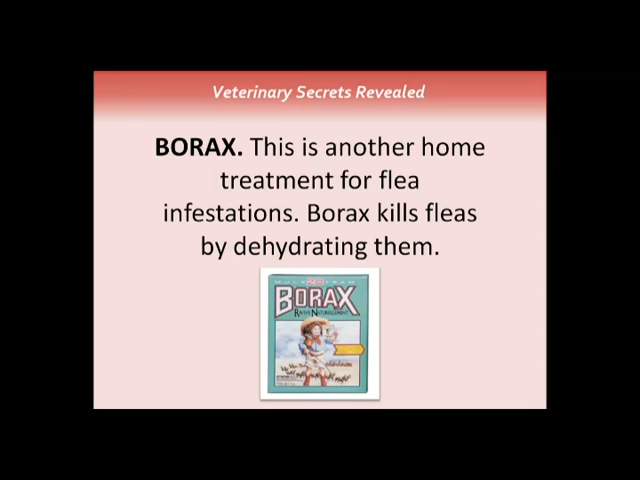 Veterinary Secrets Revealed
BORAX. This is another home
treatment for flea
infestations. Borax kills fleas
by dehydrating them.
BORAX